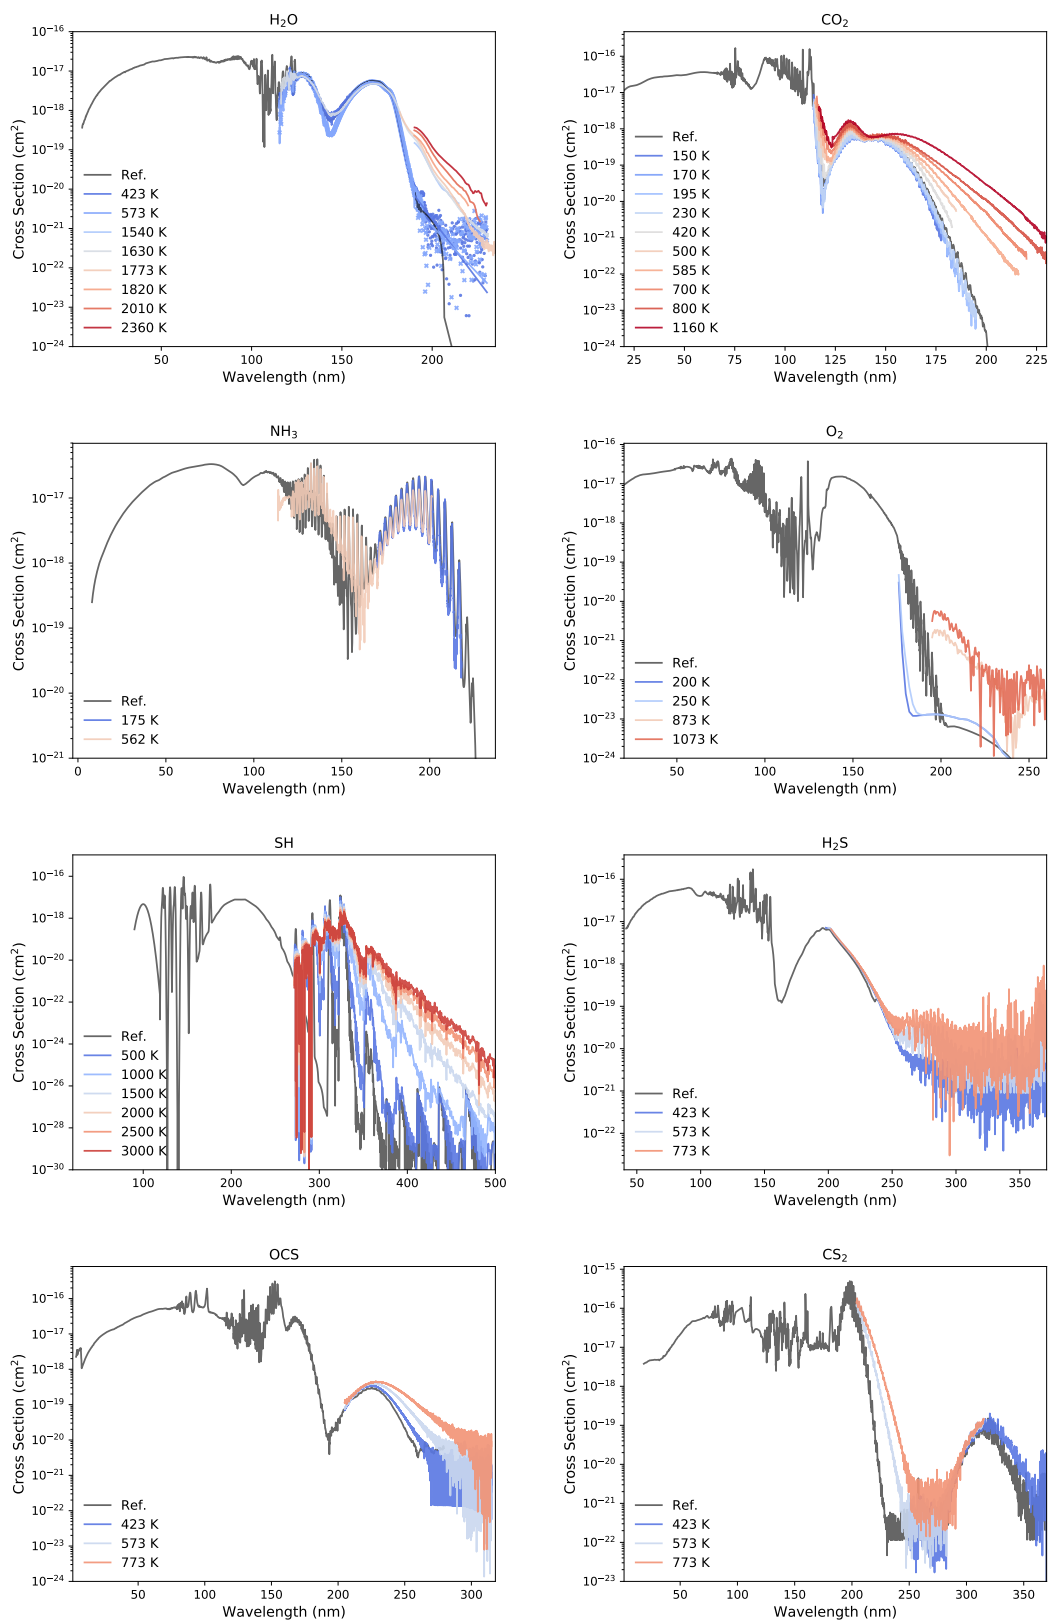 H₂O
Cross Section (cm²)
10⁻¹⁶
10⁻¹⁷
10⁻¹⁸
10⁻¹⁹
10⁻²⁰
10⁻²¹
10⁻²²
10⁻²³
10⁻²⁴
Ref.
423 K
573 K
1540 K
1630 K
1773 K
1820 K
2010 K
2360 K
50 100 150 200
Wavelength (nm)
CO₂
Cross Section (cm²)
10⁻¹⁶
10⁻¹⁷
10⁻¹⁸
10⁻¹⁹
10⁻²⁰
10⁻²¹
10⁻²²
10⁻²³
10⁻²⁴
Ref.
150 K
170 K
195 K
230 K
420 K
500 K
585 K
700 K
800 K
1160 K
25 50 75 100 125 150 175 200 225
Wavelength (nm)
NH₃
Cross Section (cm²)
10⁻¹⁷
10⁻¹⁸
10⁻¹⁹
10⁻²⁰
10⁻²¹
Ref.
175 K
562 K
0 50 100 150 200
Wavelength (nm)
O₂
Cross Section (cm²)
10⁻¹⁶
10⁻¹⁷
10⁻¹⁸
10⁻¹⁹
10⁻²⁰
10⁻²¹
10⁻²²
10⁻²³
10⁻²⁴
Ref.
200 K
250 K
873 K
1073 K
50 100 150 200 250
Wavelength (nm)
SH
Cross Section (cm²)
10⁻¹⁶
10⁻¹⁸
10⁻²⁰
10⁻²²
10⁻²⁴
10⁻²⁶
10⁻²⁸
10⁻³⁰
Ref.
500 K
1000 K
1500 K
2000 K
2500 K
3000 K
100 200 300 400 500
Wavelength (nm)
H₂S
Cross Section (cm²)
10⁻¹⁶
10⁻¹⁷
10⁻¹⁸
10⁻¹⁹
10⁻²⁰
10⁻²¹
10⁻²²
Ref.
423 K
573 K
773 K
50 100 150 200 250 300 350
Wavelength (nm)
OCS
Cross Section (cm²)
10⁻¹⁶
10⁻¹⁷
10⁻¹⁸
10⁻¹⁹
10⁻²⁰
10⁻²¹
10⁻²²
10⁻²³
10⁻²⁴
Ref.
423 K
573 K
773 K
50 100 150 200 250 300
Wavelength (nm)
CS₂
Cross Section (cm²)
10⁻¹⁵
10⁻¹⁶
10⁻¹⁷
10⁻¹⁸
10⁻¹⁹
10⁻²⁰
10⁻²¹
10⁻²²
10⁻²³
Ref.
423 K
573 K
773 K
50 100 150 200 250 300 350
Wavelength (nm)